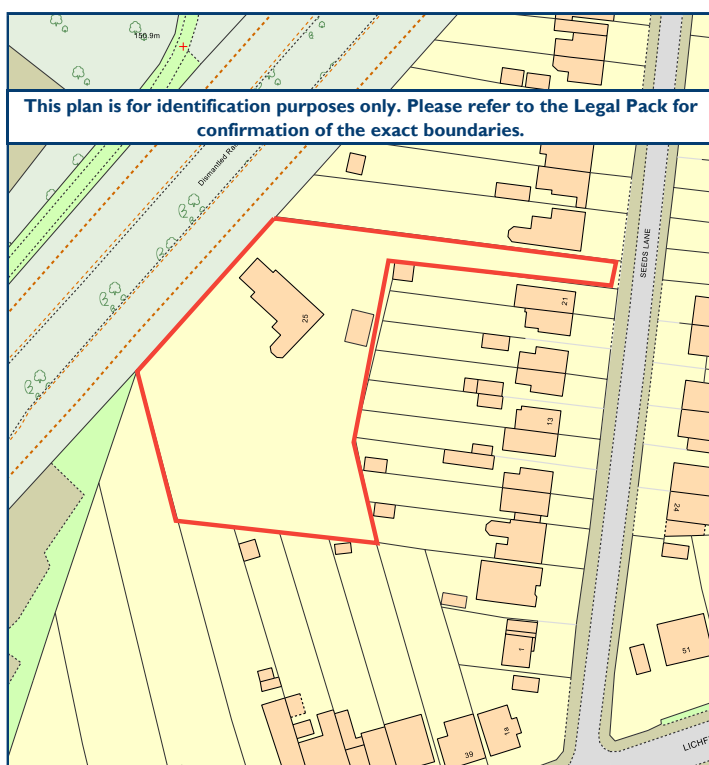 150.9m
This plan is for identification purposes only. Please refer to the Legal Pack for
confirmation of the exact boundaries.
Dismantled Rai
SEEDS LANE
25
21
13
24
1
51
18
39
LICHF